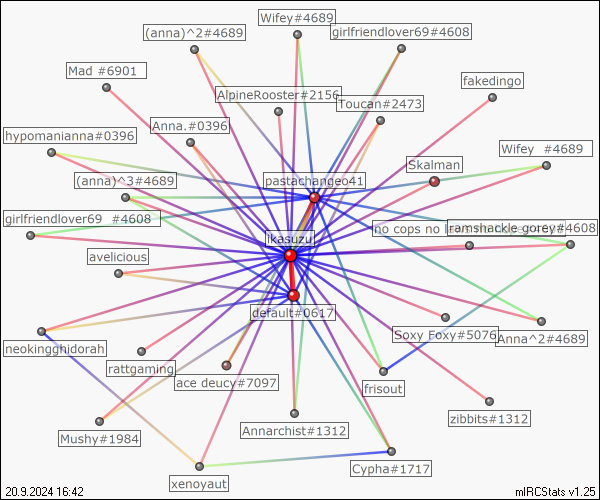 Wifey#4689
(anna)^2#4689
girlfriendlover69#4608
Mad #6901
fakedingo
AlpineRooster#2156
Toucan#2473
Anna.#0396
hypomanianna#0396
Wifey #4689
Skalman
(anna)^3#4689
pastachangeo41
girlfriendlover69 #4608
no cops no
ramshackle gorey#4608
ikasuzu
avelicious
default#0617
Soxy Foxy#5076
Anna^2#4689
neokingghidorah
rattgaming
ace deucy#7097
frisout
zibbits#1312
Mushy#1984
Annarchist#1312
Cypha#1717
xenoyaut
20.9.2024 16:42
mIRCStats v1.25